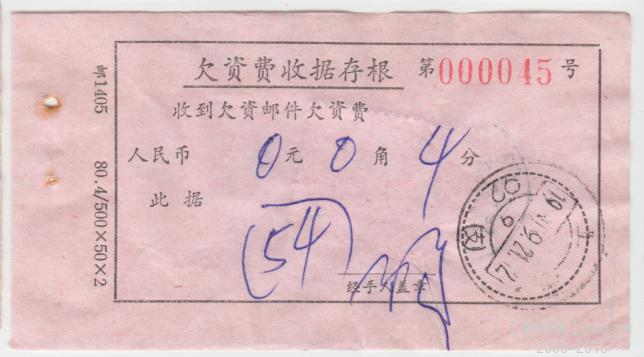 欠资费收据存根 第000045号
收到欠资邮件欠资费
人民币 0元0角4分
此据
(54)
经手人盖章
邮1405 80.4/500×50×2